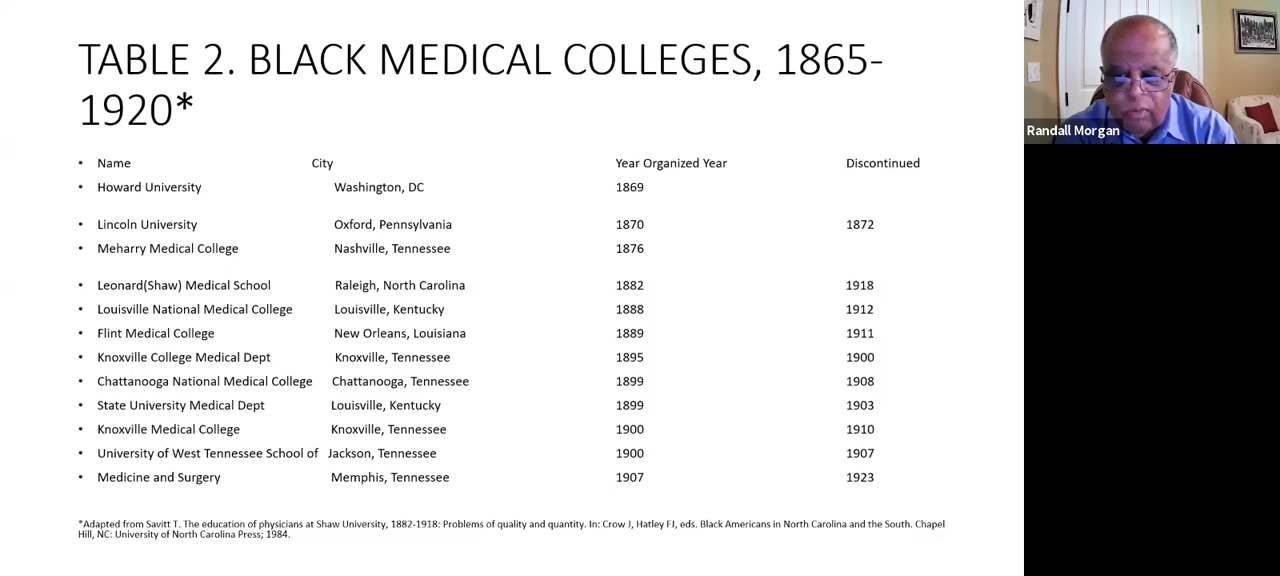 TABLE 2. BLACK MEDICAL COLLEGES, 1865-
1920*
• Name City Year Organized Year Discontinued
• Howard University Washington, DC 1869
• Lincoln University Oxford, Pennsylvania 1870 1872
• Meharry Medical College Nashville, Tennessee 1876
• Leonard(Shaw) Medical School Raleigh, North Carolina 1882 1918
• Louisville National Medical College Louisville, Kentucky 1888 1912
• Flint Medical College New Orleans, Louisiana 1889 1911
• Knoxville College Medical Dept Knoxville, Tennessee 1895 1900
• Chattanooga National Medical College Chattanooga, Tennessee 1899 1908
• State University Medical Dept Louisville, Kentucky 1899 1903
• Knoxville Medical College Knoxville, Tennessee 1900 1910
• University of West Tennessee School of Jackson, Tennessee 1900 1907
• Medicine and Surgery Memphis, Tennessee 1907 1923
*Adapted from Savitt T. The education of physicians at Shaw University, 1882-1918: Problems of quality and quantity. In: Crow J, Hatley FJ, eds. Black Americans in North Carolina and the South. Chapel
Hill, NC: University of North Carolina Press; 1984.
Randall Morgan